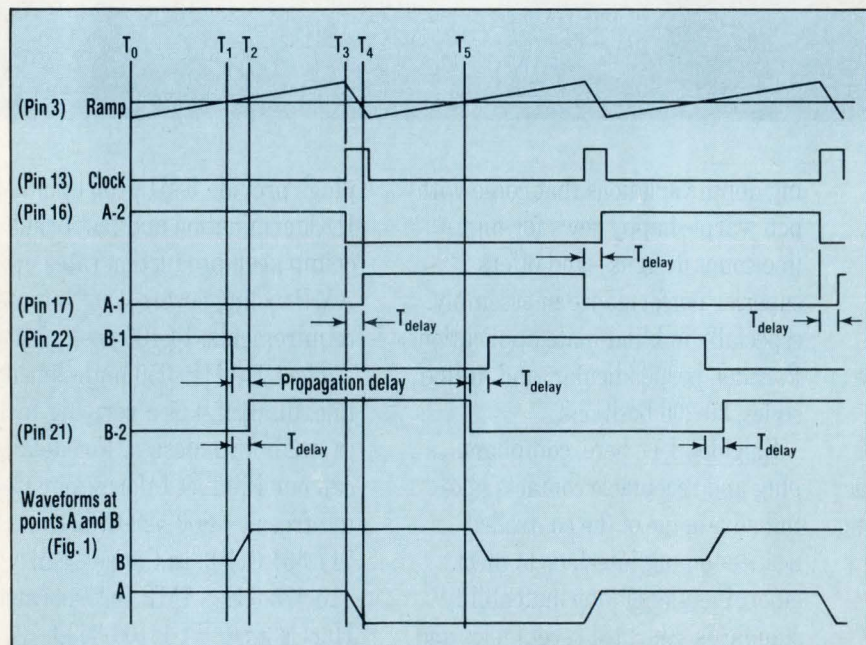 T0 T1 T2 T3 T4 T5
(Pin 3) Ramp
(Pin 13) Clock
(Pin 16) A-2
Tdelay
(Pin 17) A-1
Tdelay
Tdelay
(Pin 22) B-1
Propagation delay
Tdelay
(Pin 21) B-2
Tdelay
Tdelay
Waveforms at
points A and B
(Fig. 1)
B
A